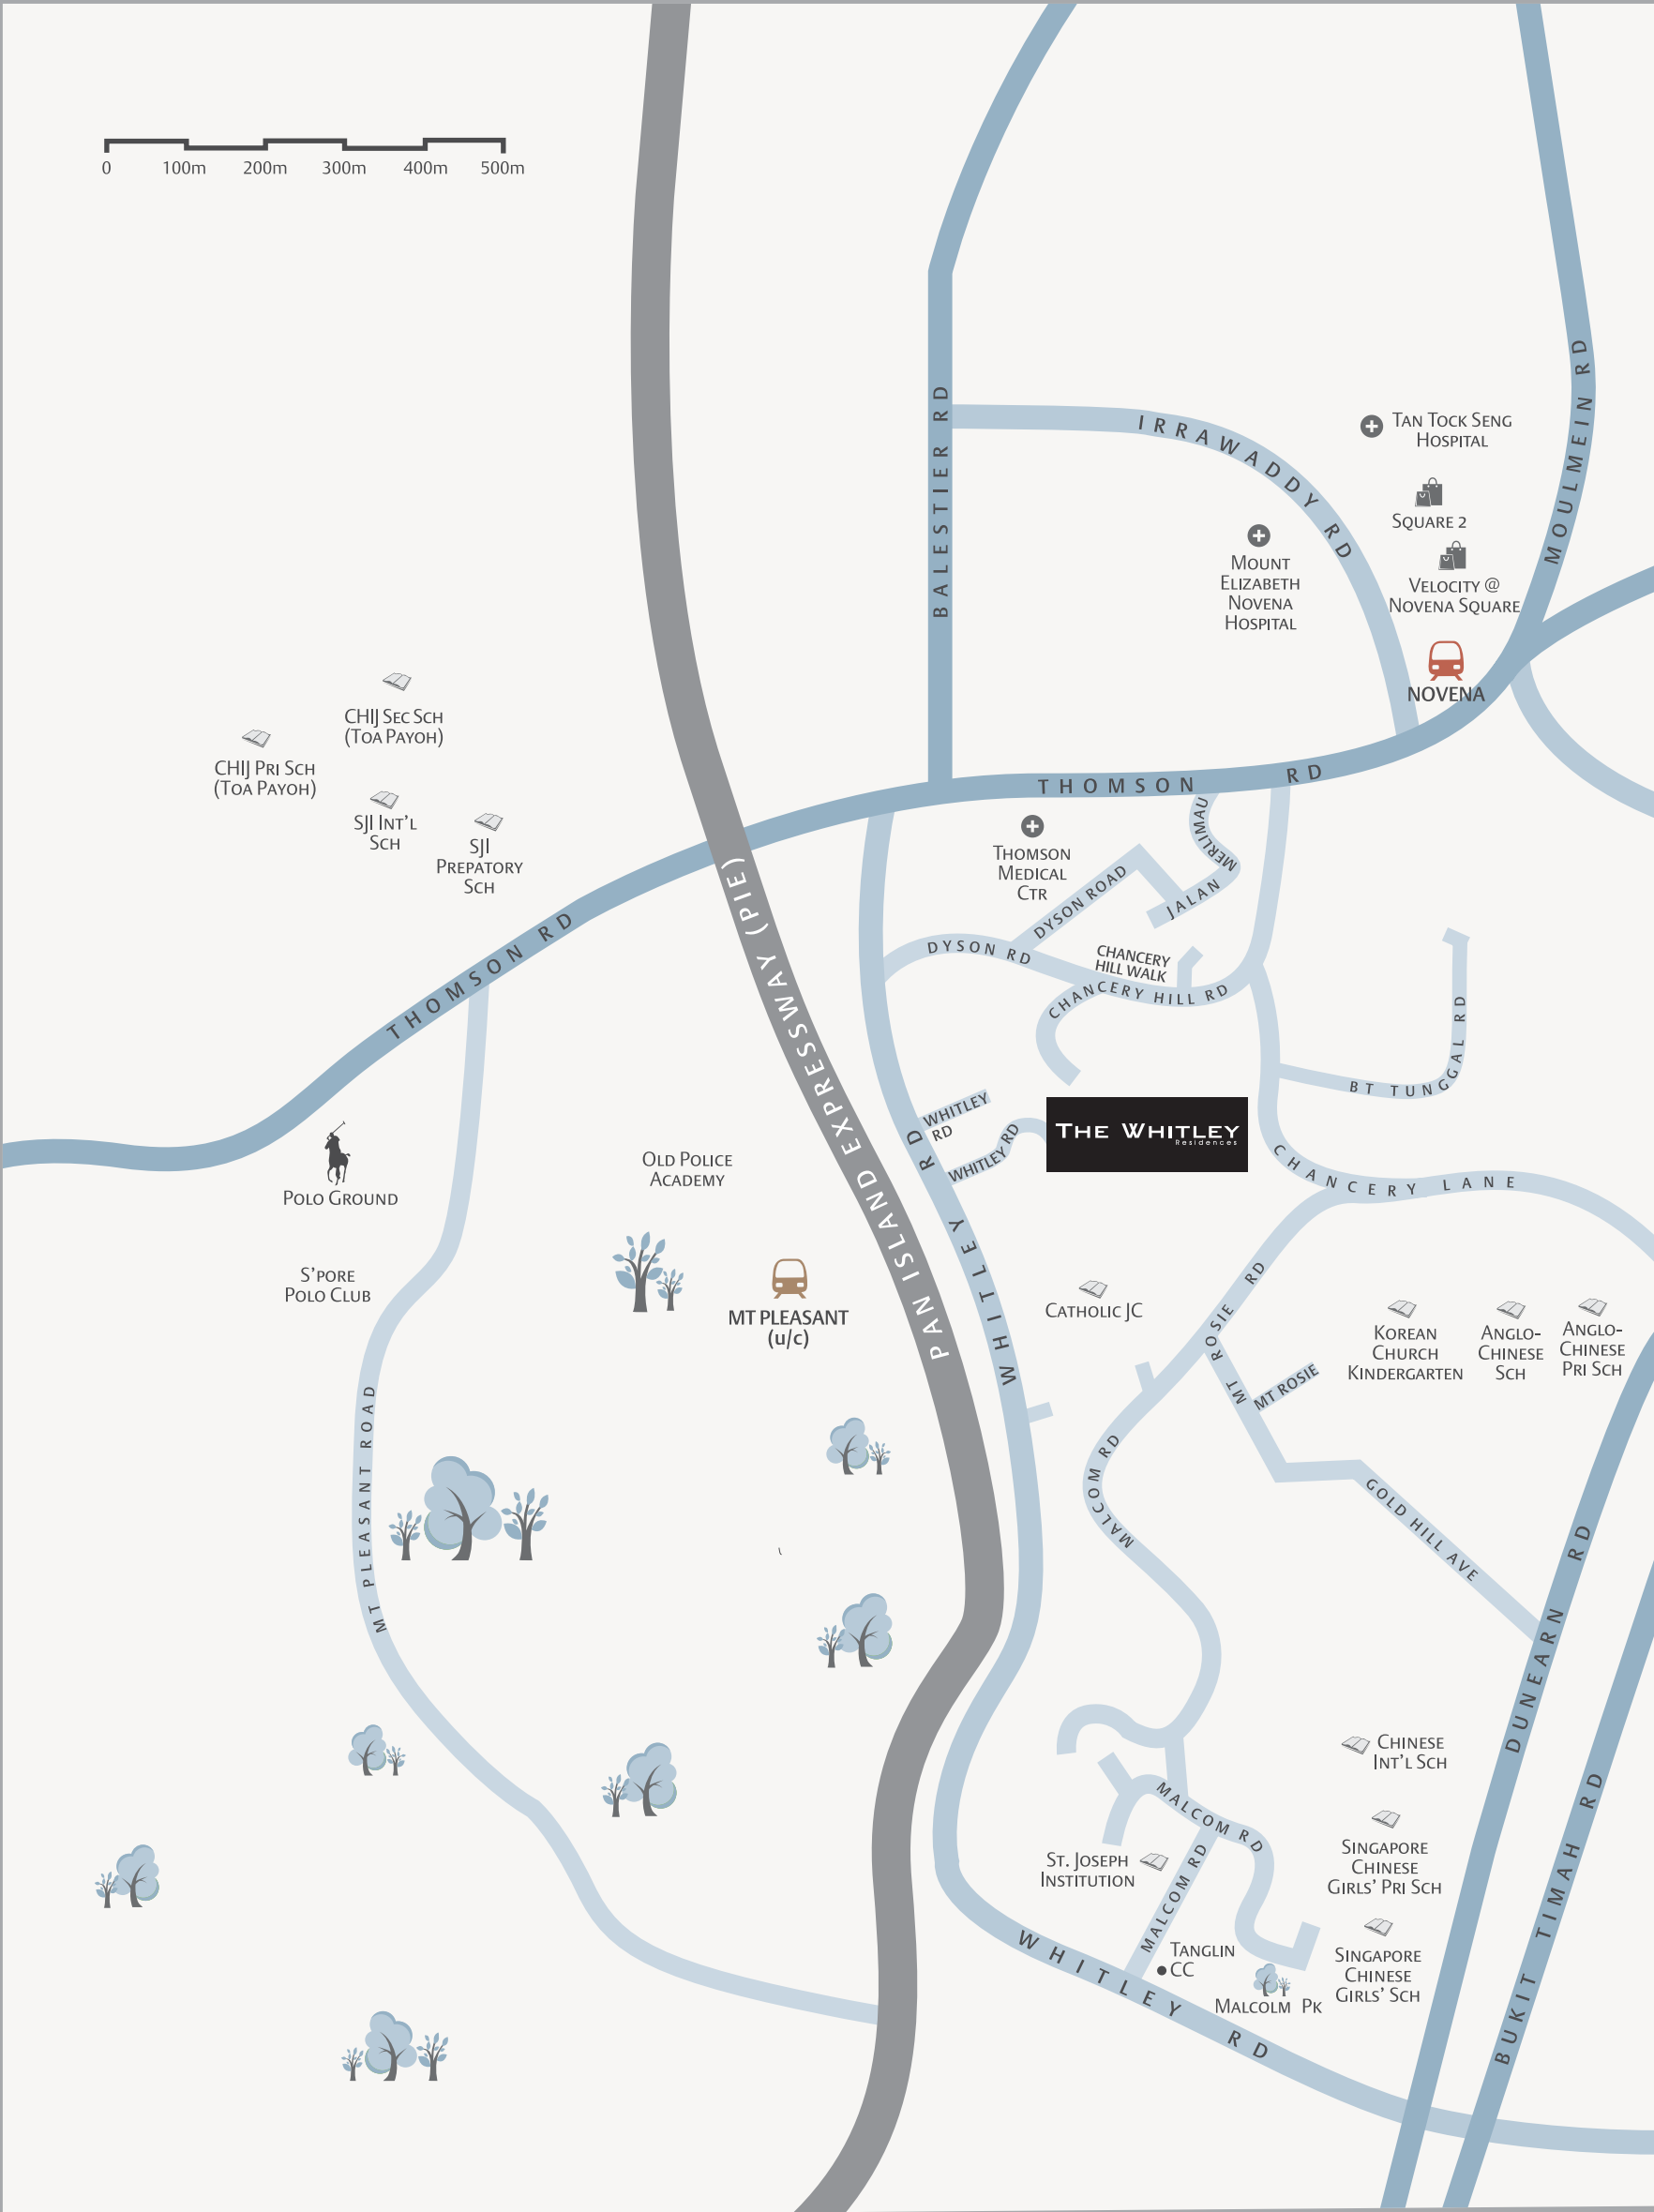 0 100m 200m 300m 400m 500m
BALESTIER RD
IRRAWADDY RD
MOULMEIN RD
TAN TOCK SENG
HOSPITAL
SQUARE 2
VELOCITY @
NOVENA SQUARE
MOUNT
ELIZABETH
NOVENA
HOSPITAL
NOVENA
CHIJ SEC SCH
(TOA PAYOH)
CHIJ PRI SCH
(TOA PAYOH)
SJI INT'L
SCH
SJI
PREPATORY
SCH
THOMSON RD
THOMSON RD
PAN ISLAND EXPRESSWAY (PIE)
THOMSON
MEDICAL
CTR
JALAN MERLIMAU
DYSON ROAD
DYSON RD
CHANCERY
HILL WALK
CHANCERY HILL RD
BT TUNGGAL RD
WHITLEY
RD
WHITLEY RD
THE WHITLEY
Residences
CHANCERY LANE
WHITLEY RD
POLO GROUND
S'PORE
POLO CLUB
OLD POLICE
ACADEMY
MT PLEASANT
(u/c)
MT PLEASANT ROAD
CATHOLIC JC
MT ROSIE RD
MT ROSIE
KOREAN
CHURCH
KINDERGARTEN
ANGLO-
CHINESE
SCH
ANGLO-
CHINESE
PRI SCH
MALCOM RD
GOLD HILL AVE
DUNEARN RD
BUKIT TIMAH RD
CHINESE
INT'L SCH
MALCOM RD
MALCOM RD
ST. JOSEPH
INSTITUTION
SINGAPORE
CHINESE
GIRLS' PRI SCH
SINGAPORE
CHINESE
GIRLS' SCH
TANGLIN
CC
MALCOLM PK
WHITLEY RD